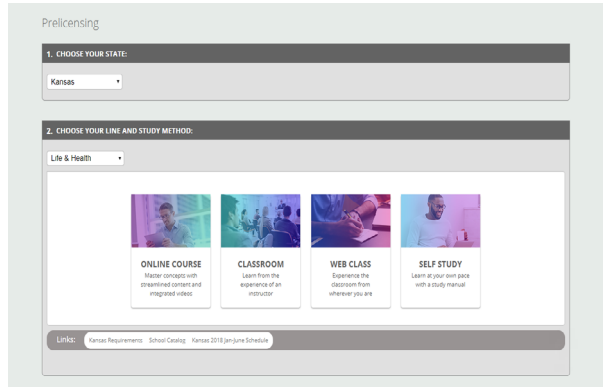 Prelicensing
1. CHOOSE YOUR STATE:
Kansas
2. CHOOSE YOUR LINE AND STUDY METHOD:
Life & Health
ONLINE COURSE
Master concepts with
streamlined content and
integrated videos
CLASSROOM
Learn from the
experience of an
instructor
WEB CLASS
Experience the
classroom from
wherever you are
SELF STUDY
Learn at your own pace
with a study manual
Links: Kansas Requirements School Catalog Kansas 2018 Jan-June Schedule